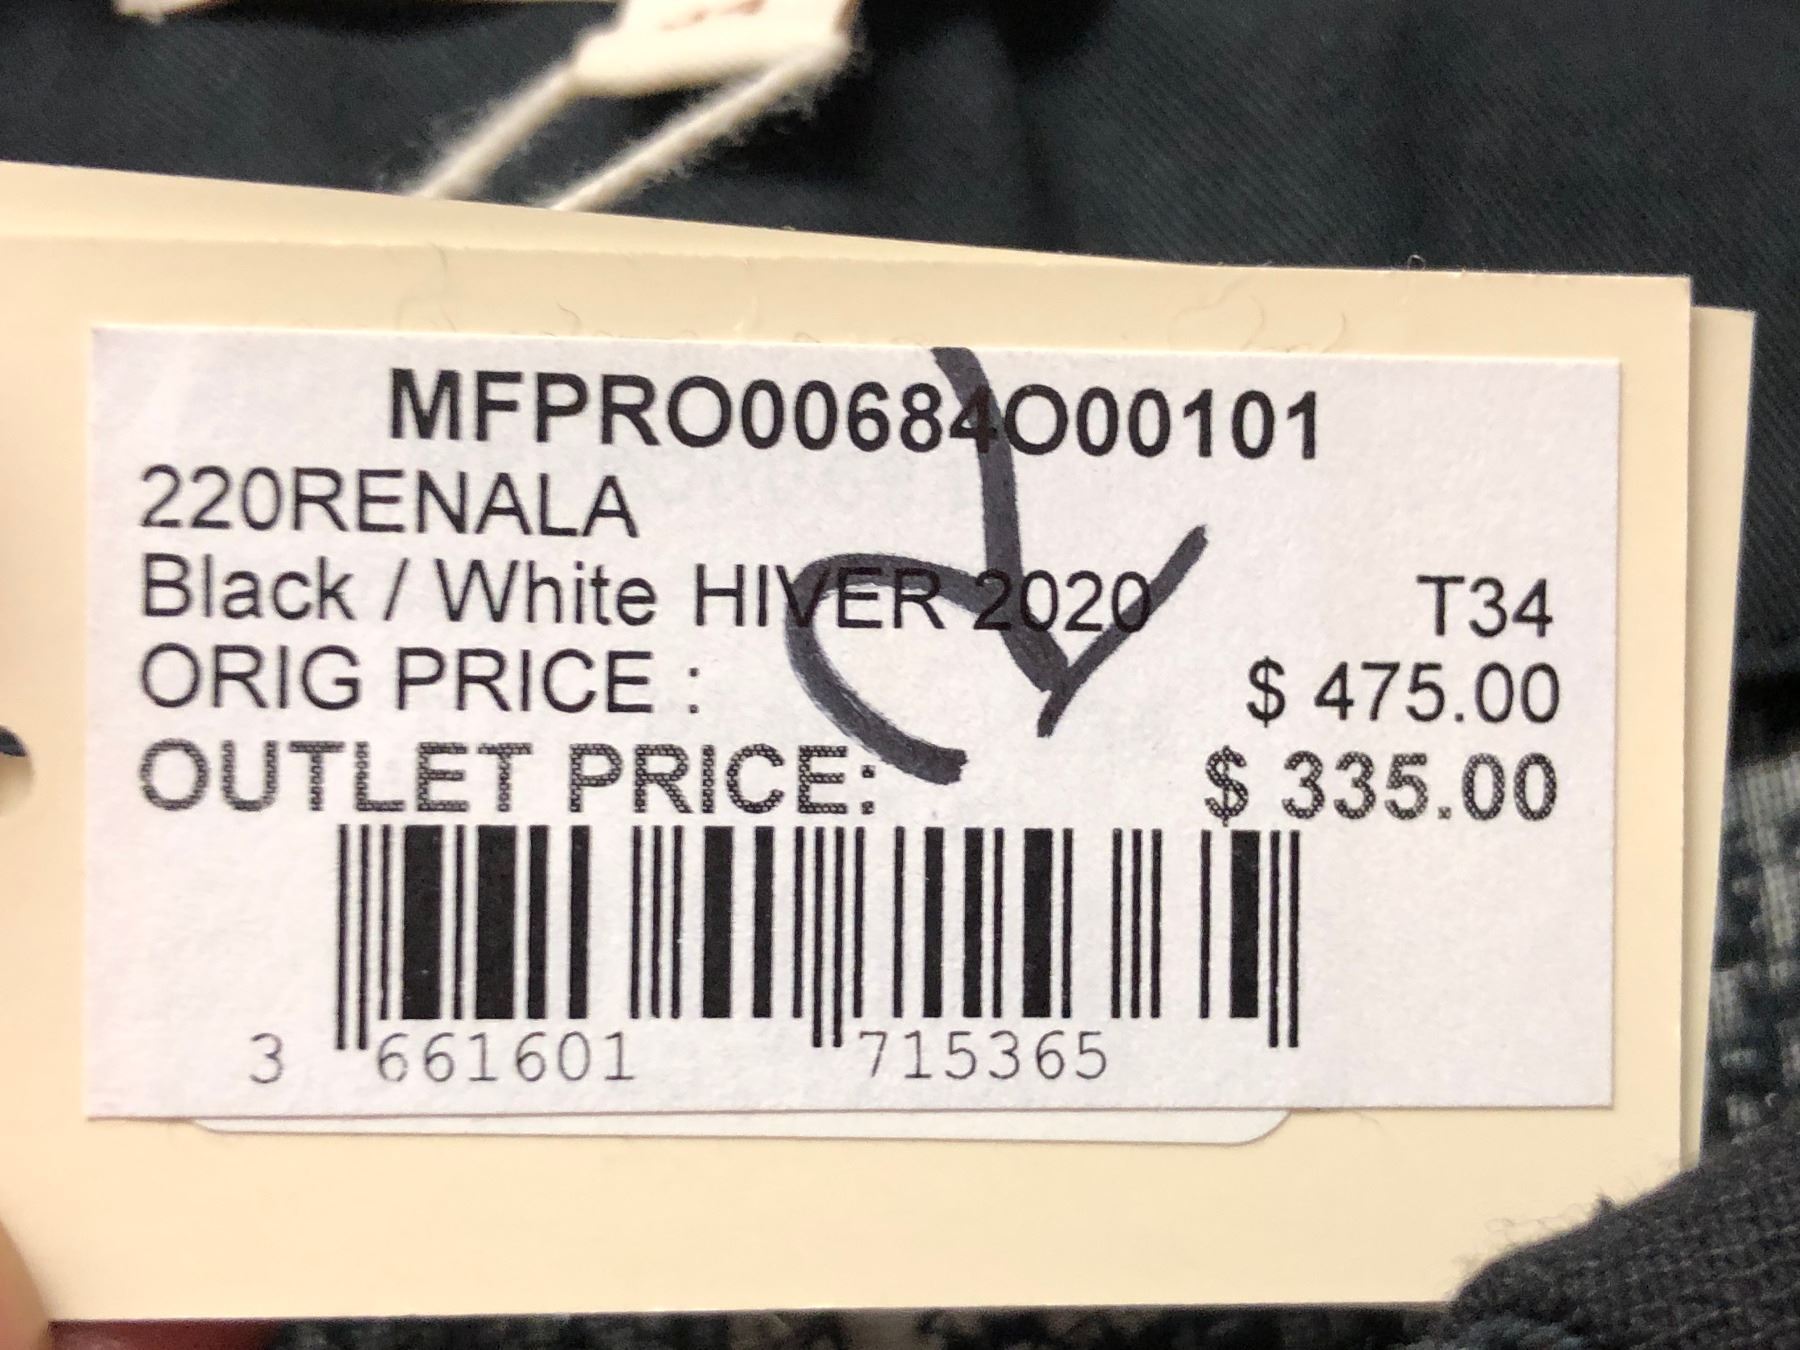 MFPRO00684O00101
220RENALA
Black / White HIVER 2020 T34
ORIG PRICE : $ 475.00
OUTLET PRICE: $ 335.00
3 661601 715365